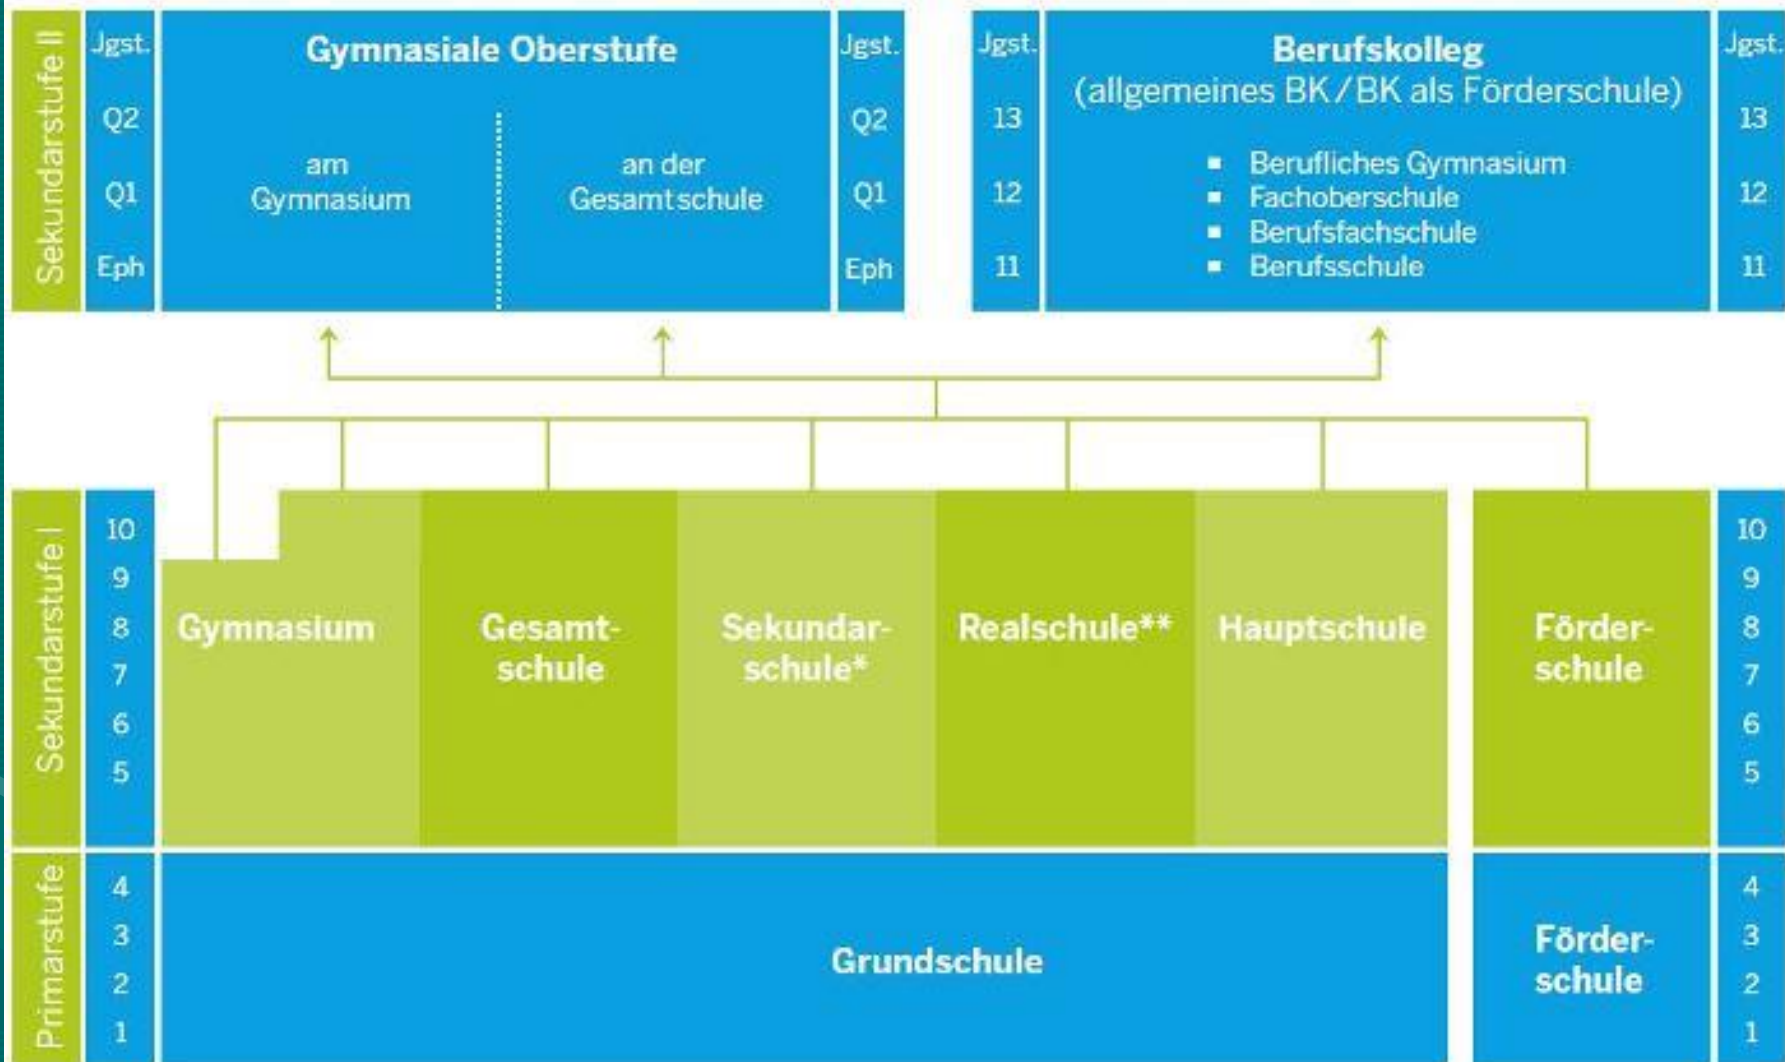 Sekundarstufe II
Jgst.
Q2
Q1
Eph
Gymnasiale Oberstufe
am
Gymnasium
an der
Gesamtschule
Jgst.
Q2
Q1
Eph
Jgst.
13
12
11
Berufskolleg
(allgemeines BK/BK als Förderschule)
▪ Berufliches Gymnasium
▪ Fachoberschule
▪ Berufsfachschule
▪ Berufsschule
Jgst.
13
12
11
Sekundarstufe I
10
9
8
7
6
5
Gymnasium
Gesamt-
schule
Sekundar-
schule*
Realschule**
Hauptschule
Förder-
schule
10
9
8
7
6
5
Primarstufe
4
3
2
1
Grundschule
Förder-
schule
4
3
2
1